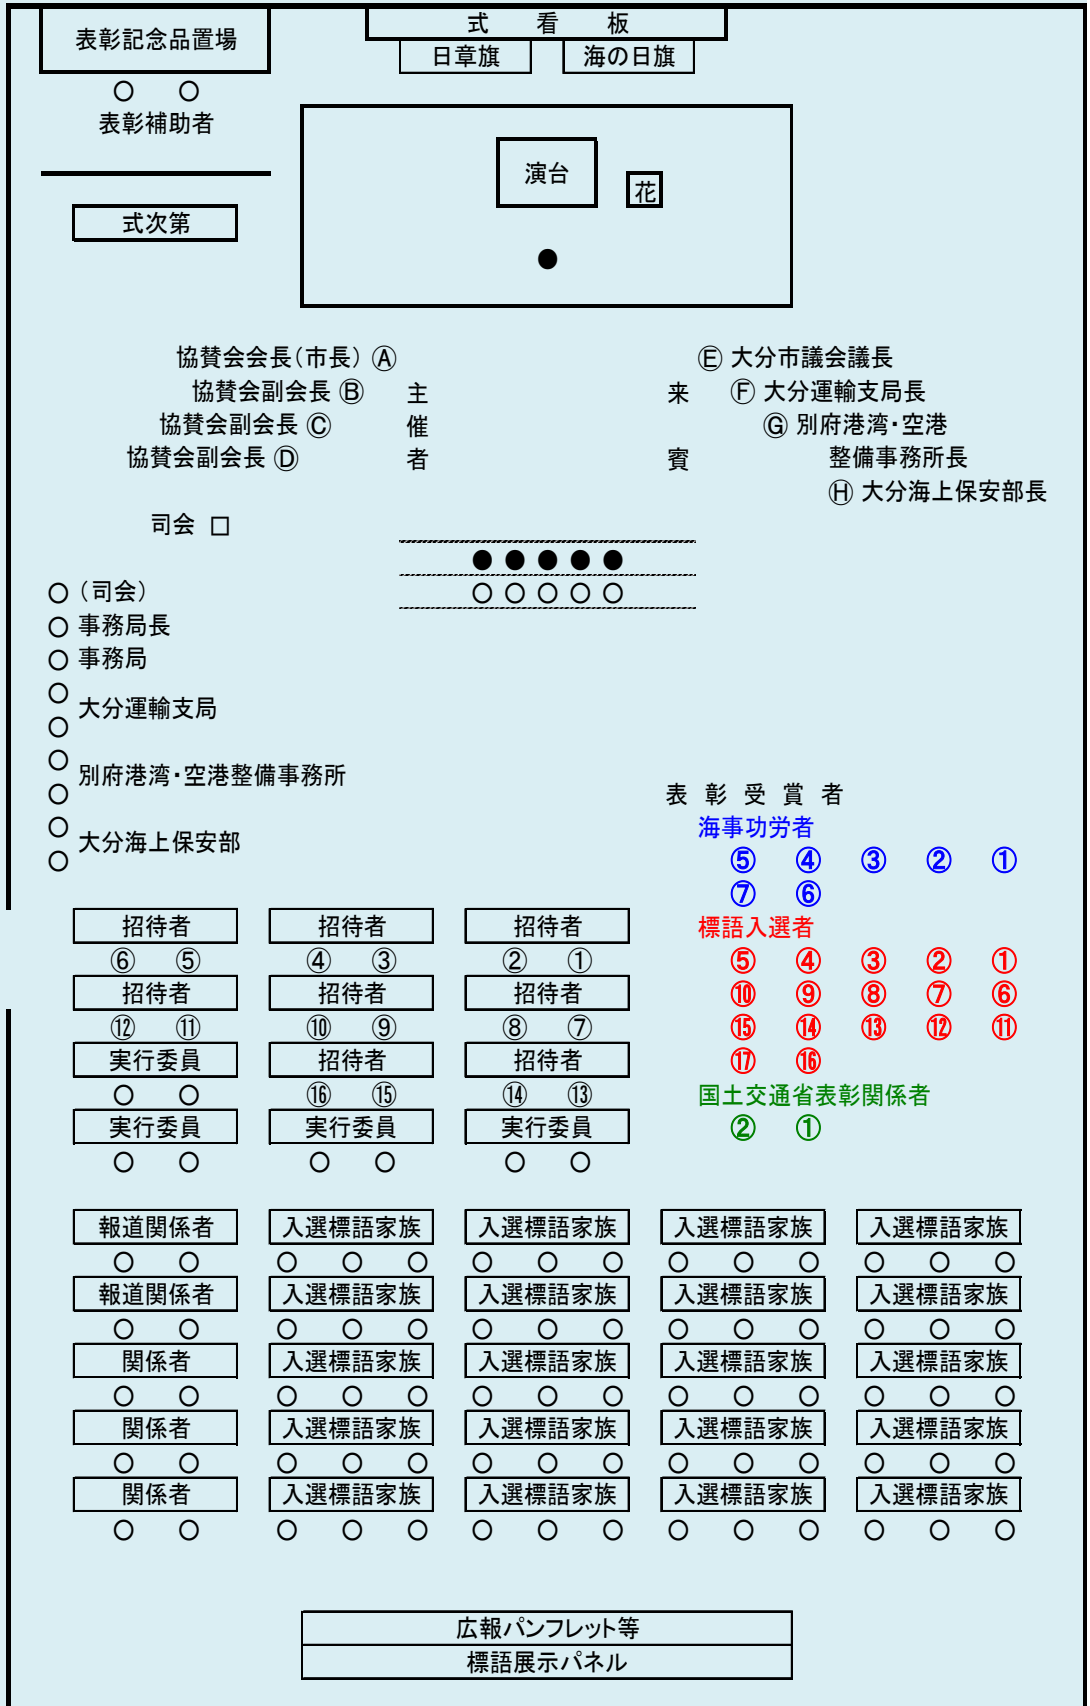 表彰記念品置場
式 看 板
日章旗 海の日旗
○ ○
表彰補助者
演台
花
式次第
●
協賛会会長(市長) Ⓐ Ⓔ 大分市議会議長
協賛会副会長 Ⓑ 主 来 Ⓕ 大分運輸支局長
協賛会副会長 Ⓒ 催 Ⓖ 別府港湾・空港
協賛会副会長 Ⓓ 者 賓 整備事務所長
Ⓗ 大分海上保安部長
司会 □
● ● ● ● ●
○ (司会) ○ ○ ○ ○ ○
○ 事務局長
○ 事務局
○
大分運輸支局
○
○
別府港湾・空港整備事務所
○
表 彰 受 賞 者
○ 海事功労者
大分海上保安部
○ ⑤ ④ ③ ② ①
⑦ ⑥
招待者 招待者 招待者 標語入選者
⑥ ⑤ ④ ③ ② ① ⑤ ④ ③ ② ①
招待者 招待者 招待者 ⑩ ⑨ ⑧ ⑦ ⑥
⑫ ⑪ ⑩ ⑨ ⑧ ⑦ ⑮ ⑭ ⑬ ⑫ ⑪
実行委員 招待者 招待者 ⑰ ⑯
○ ○ ⑯ ⑮ ⑭ ⑬ 国土交通省表彰関係者
実行委員 実行委員 実行委員 ② ①
○ ○ ○ ○ ○ ○
報道関係者 入選標語家族 入選標語家族 入選標語家族 入選標語家族
○ ○ ○ ○ ○ ○ ○ ○ ○ ○ ○ ○ ○ ○
報道関係者 入選標語家族 入選標語家族 入選標語家族 入選標語家族
○ ○ ○ ○ ○ ○ ○ ○ ○ ○ ○ ○ ○ ○
関係者 入選標語家族 入選標語家族 入選標語家族 入選標語家族
○ ○ ○ ○ ○ ○ ○ ○ ○ ○ ○ ○ ○ ○
関係者 入選標語家族 入選標語家族 入選標語家族 入選標語家族
○ ○ ○ ○ ○ ○ ○ ○ ○ ○ ○ ○ ○ ○
関係者 入選標語家族 入選標語家族 入選標語家族 入選標語家族
○ ○ ○ ○ ○ ○ ○ ○ ○ ○ ○ ○ ○ ○
広報パンフレット等
標語展示パネル